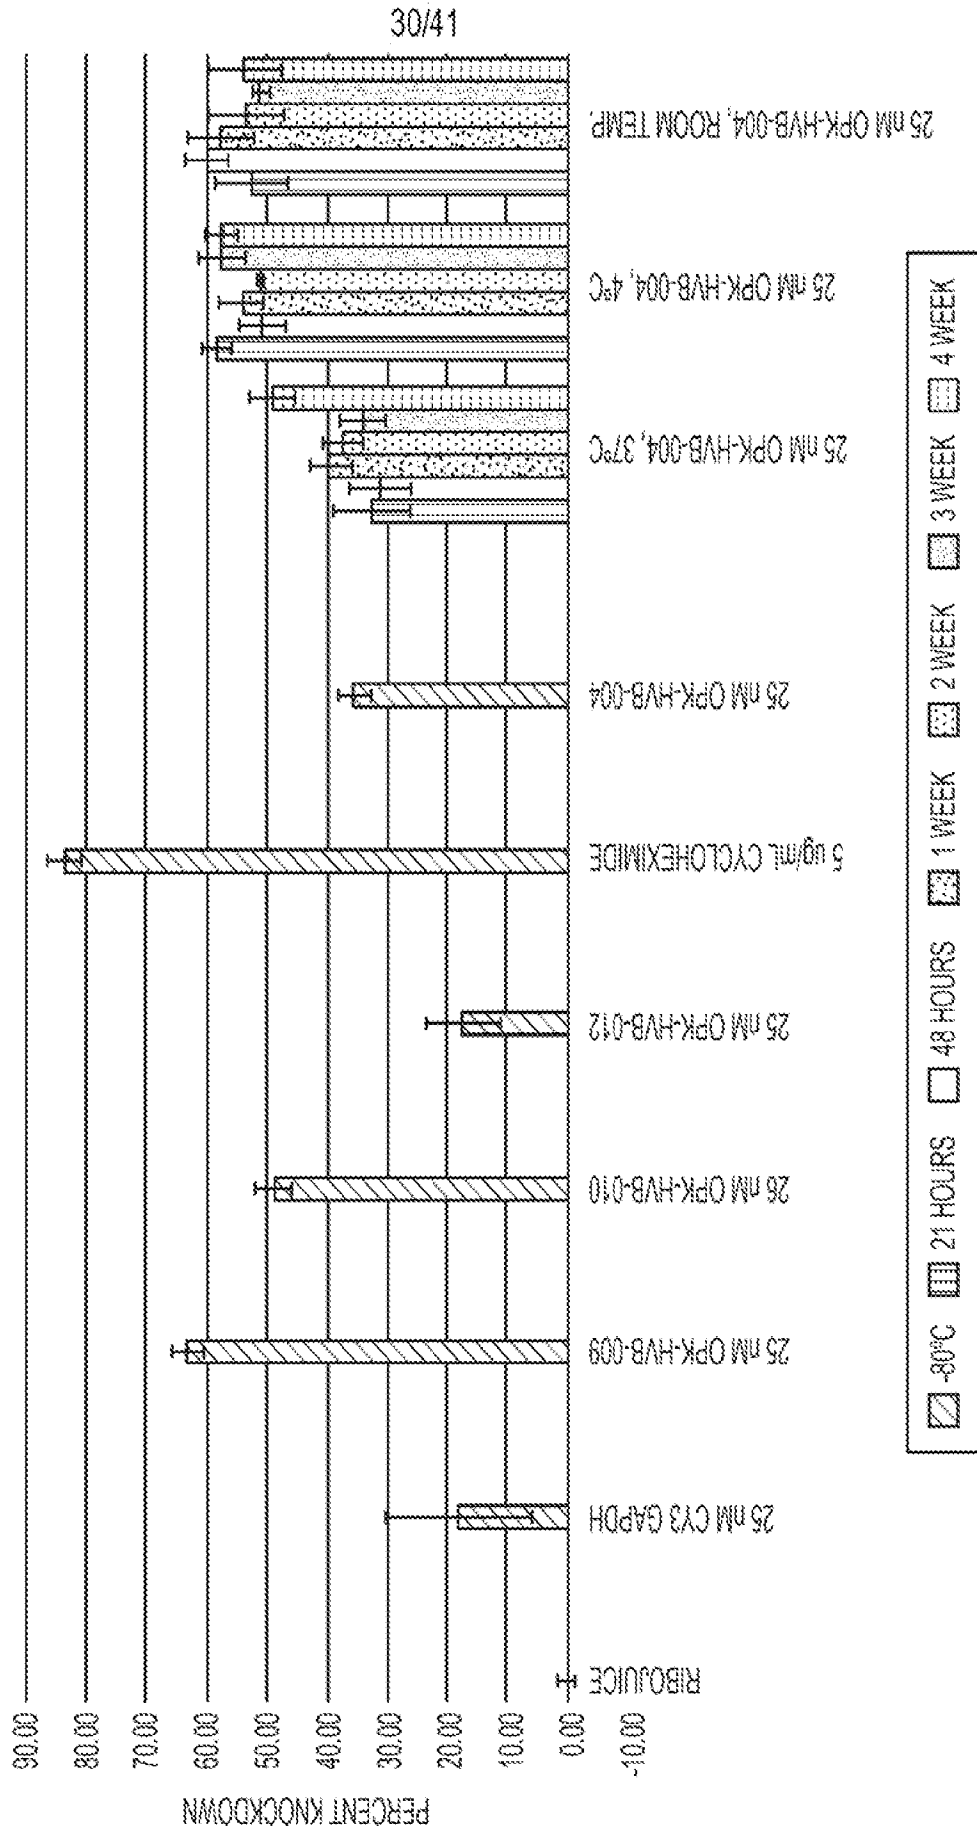 30/41
PERCENT KNOCKDOWN
90.00
80.00
70.00
60.00
50.00
40.00
30.00
20.00
10.00
0.00
-10.00
RIBOJUICE
25 nM CY3 GAPDH
25 nM OPK-HVB-009
26 nM OPK-HVB-010
25 nM OPK-HVB-012
5 ug/mL CYCLOHEXIMIDE
25 nM OPK-HVB-004
25 nM OPK-HVB-004, 37°C
25 nM OPK-HVB-004, 4°C
25 nM OPK-HVB-004, ROOM TEMP.
-80°C 21 HOURS 48 HOURS 1 WEEK 2 WEEK 3 WEEK 4 WEEK